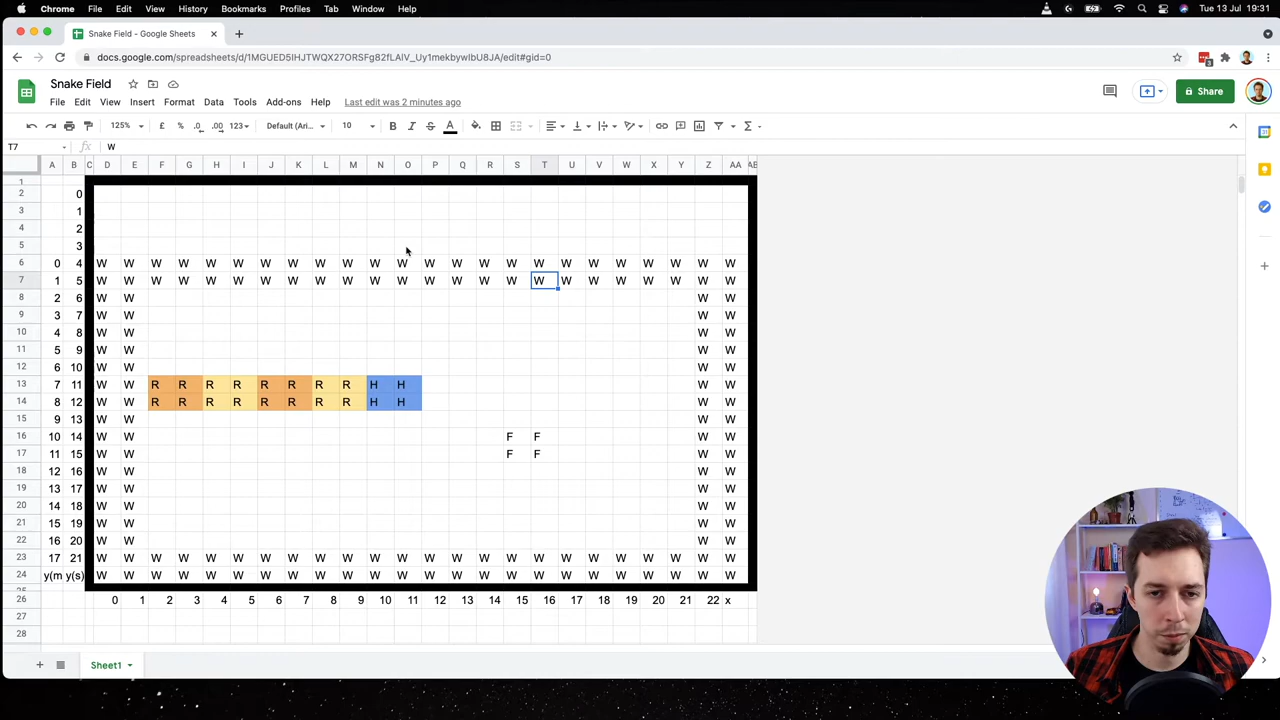 Chrome File Edit View History Bookmarks Profiles Tab Window Help Tue 13 Jul 19:31
Snake Field - Google Sheets
docs.google.com/spreadsheets/d/1MGUED5IHJTWQX27ORSFg82fLAIV_Uy1mekbywIbU8JA/edit#gid=0
Snake Field
File Edit View Insert Format Data Tools Add-ons Help Last edit was 2 minutes ago
Share
125% £ % .0 .00 123 Default (Ari... 10 B I S A
T7 fx W
A B C D E F G H I J K L M N O P Q R S T U V W X Y Z AA AB
1
2 0
3 1
4 2
5 3
6 0 4 W W W W W W W W W W W W W W W W W W W W W W W W
7 1 5 W W W W W W W W W W W W W W W W W W W W W W W W
8 2 6 W W W W
9 3 7 W W W W
10 4 8 W W W W
11 5 9 W W W W
12 6 10 W W W W
13 7 11 W W R R R R R R R R H H W W
14 8 12 W W R R R R R R R R H H W W
15 9 13 W W W W
16 10 14 W W F F W W
17 11 15 W W F F W W
18 12 16 W W W W
19 13 17 W W W W
20 14 18 W W W W
21 15 19 W W W W
22 16 20 W W W W
23 17 21 W W W W W W W W W W W W W W W W W W W W W W W W
24 y(m y(s) W W W W W W W W W W W W W W W W W W W W W W W W
25
26 0 1 2 3 4 5 6 7 8 9 10 11 12 13 14 15 16 17 18 19 20 21 22 x
27
28
Sheet1